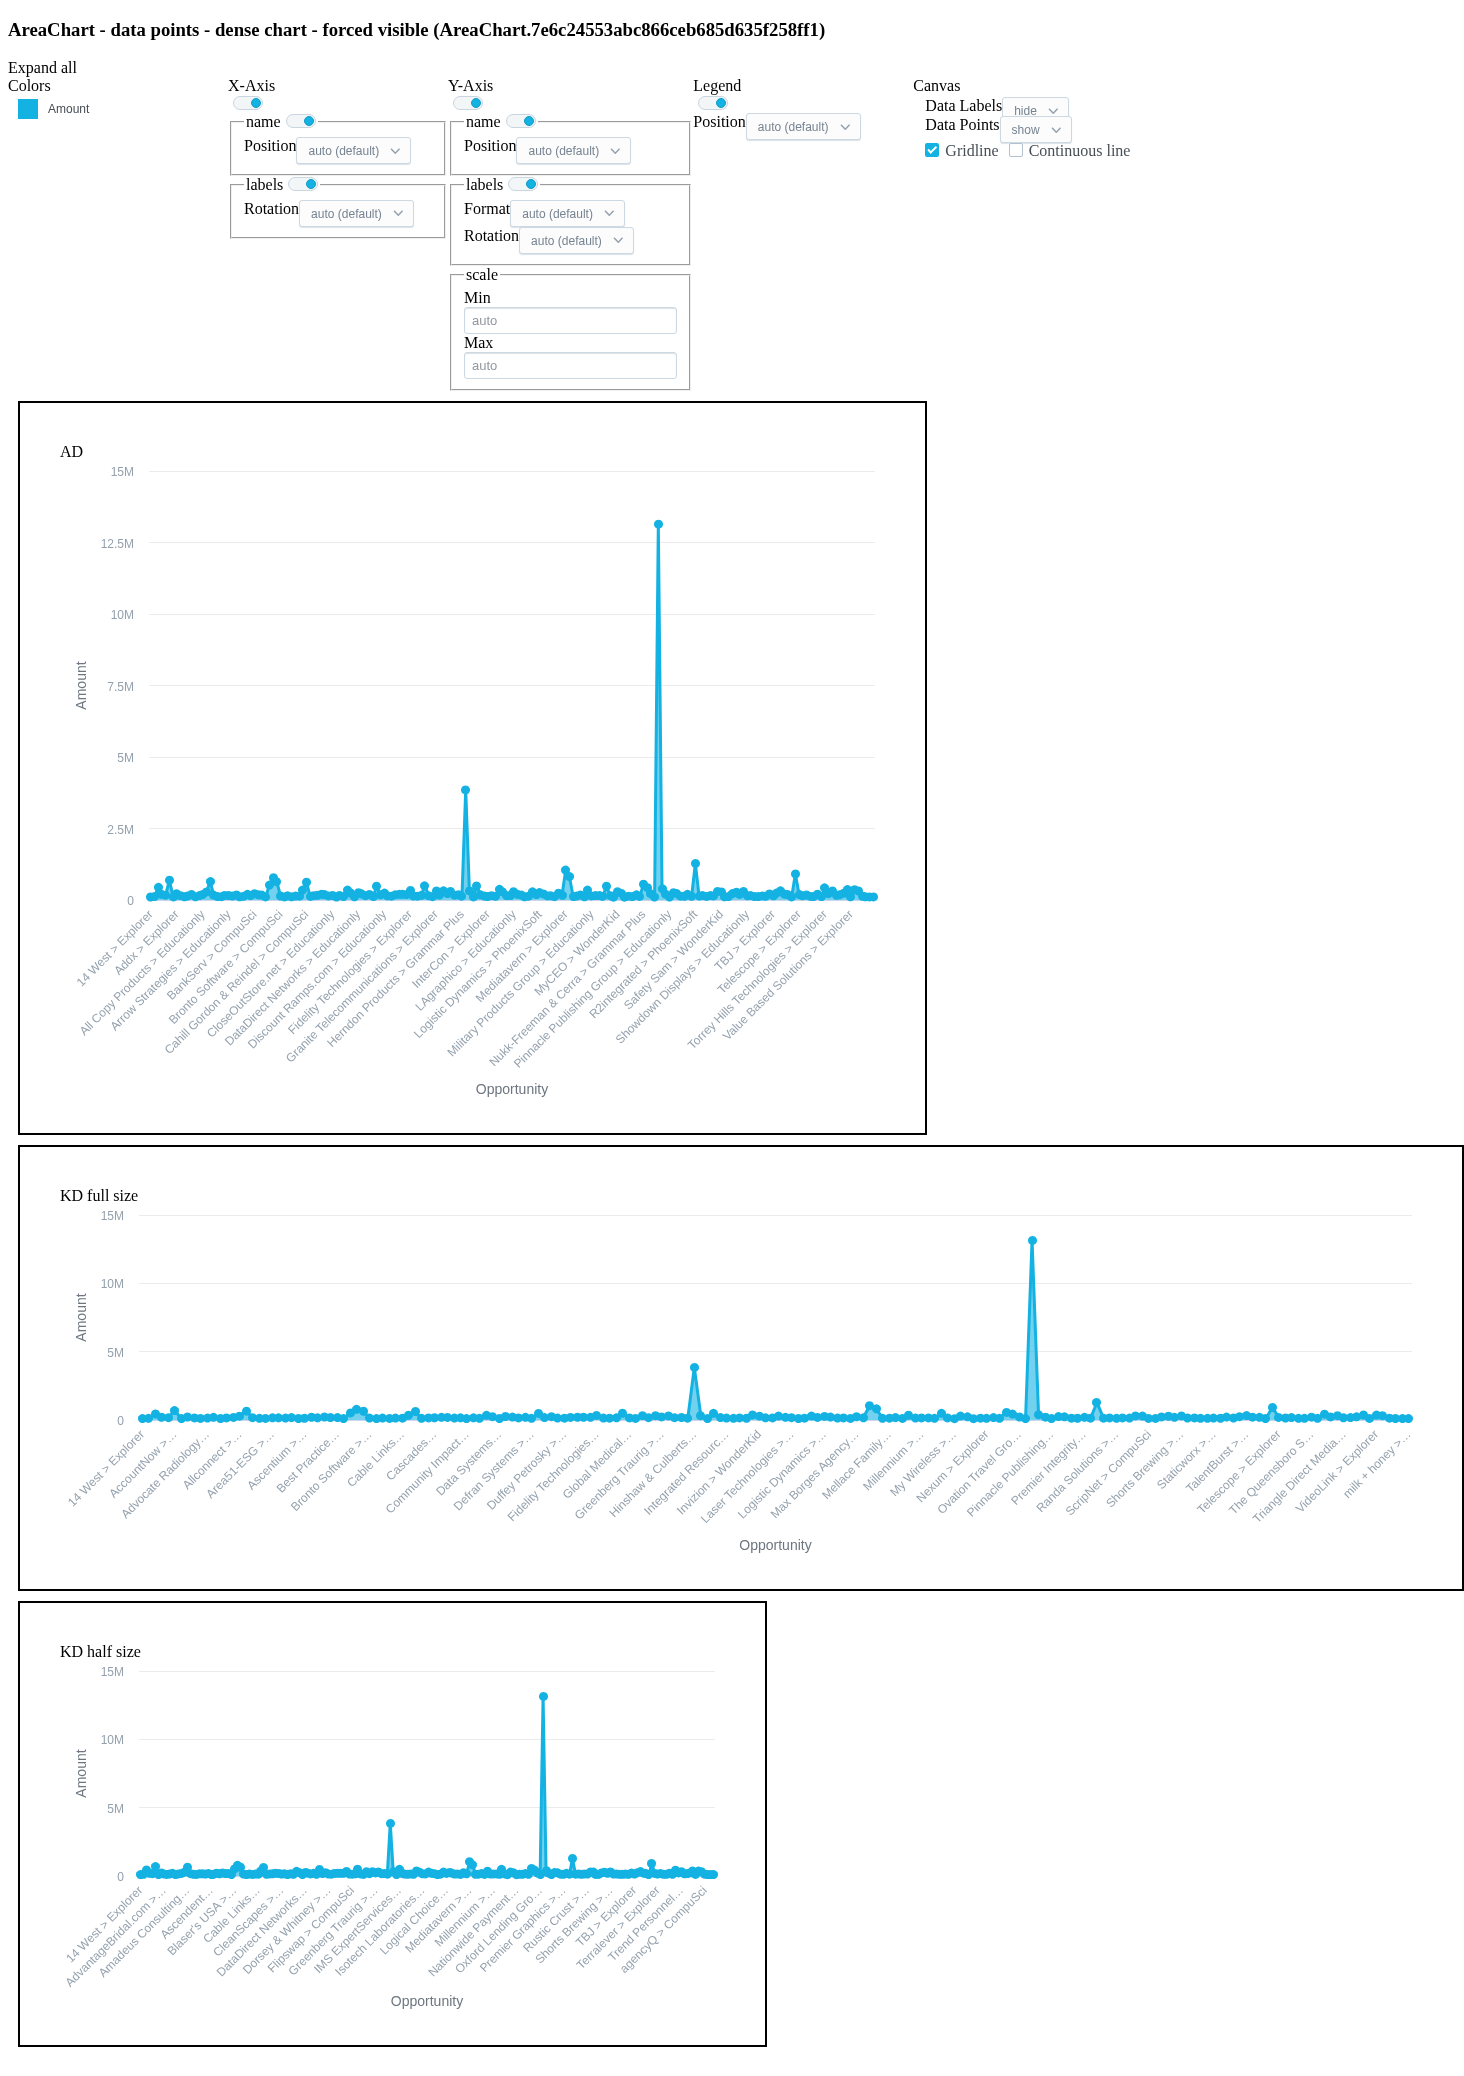 AreaChart - data points - dense chart - forced visible (AreaChart.7e6c24553abc866ceb685d635f258ff1)
Expand all
Colors
Amount
X-Axis
name
Position auto (default)
labels
Rotation auto (default)
Y-Axis
name
Position auto (default)
labels
Format auto (default)
Rotation auto (default)
scale
Min
auto
Max
auto
Legend
Position auto (default)
Canvas
Data Labels hide
Data Points show
Gridline Continuous line
AD
15M
12.5M
10M
7.5M
5M
2.5M
0
Amount
14 West > Explorer
Addx > Explorer
All Copy Products > Educationly
Arrow Strategies > Educationly
BankServ > CompuSci
Bronto Software > CompuSci
Cahill Gordon & Reindel > CompuSci
CloseOutStore.net > Educationly
DataDirect Networks > Educationly
Discount Ramps.com > Educationly
Fidelity Technologies > Explorer
Granite Telecommunications > Explorer
Herndon Products > Grammar Plus
InterCon > Explorer
LAgraphico > Educationly
Logistic Dynamics > PhoenixSoft
Mediatavern > Explorer
Military Products Group > Educationly
MyCEO > WonderKid
Nukk-Freeman & Cerra > Grammar Plus
Pinnacle Publishing Group > Educationly
R2integrated > PhoenixSoft
Safety Sam > WonderKid
Showdown Displays > Educationly
TBJ > Explorer
Telescope > Explorer
Torrey Hills Technologies > Explorer
Value Based Solutions > Explorer
Opportunity
KD full size
15M
10M
5M
0
Amount
14 West > Explorer
AccountNow >…
Advocate Radiology…
Allconnect >…
Area51-ESG >…
Ascentium >…
Best Practice…
Bronto Software >…
Cable Links…
Cascades…
Community Impact…
Data Systems…
Defran Systems >…
Duffey Petrosky >…
Fidelity Technologies…
Global Medical…
Greenberg Traurig >…
Hinshaw & Culberts…
Integrated Resourc…
Invizion > WonderKid
Laser Technologies >…
Logistic Dynamics >…
Max Borges Agency…
Mellace Family…
Millennium >…
My Wireless >…
Nexum > Explorer
Ovation Travel Gro…
Pinnacle Publishing…
Premier Integrity…
Randa Solutions >…
ScripNet > CompuSci
Shorts Brewing >…
Staticworx >…
TalentBurst >…
Telescope > Explorer
The Queensboro S…
Triangle Direct Media…
VideoLink > Explorer
milk + honey >…
Opportunity
KD half size
15M
10M
5M
0
Amount
14 West > Explorer
AdvantageBridal.com >…
Amadeus Consulting…
Ascendent…
Blaser's USA >…
Cable Links…
CleanScapes >…
DataDirect Networks…
Dorsey & Whitney >…
Flipswap > CompuSci
Greenberg Traurig >…
IMS ExpertServices…
Isotech Laboratories…
Logical Choice…
Mediatavern >…
Millennium >…
Nationwide Payment…
Oxford Lending Gro…
Premier Graphics >…
Rustic Crust >…
Shorts Brewing >…
TBJ > Explorer
Terralever > Explorer
Trend Personnel…
agencyQ > CompuSci
Opportunity